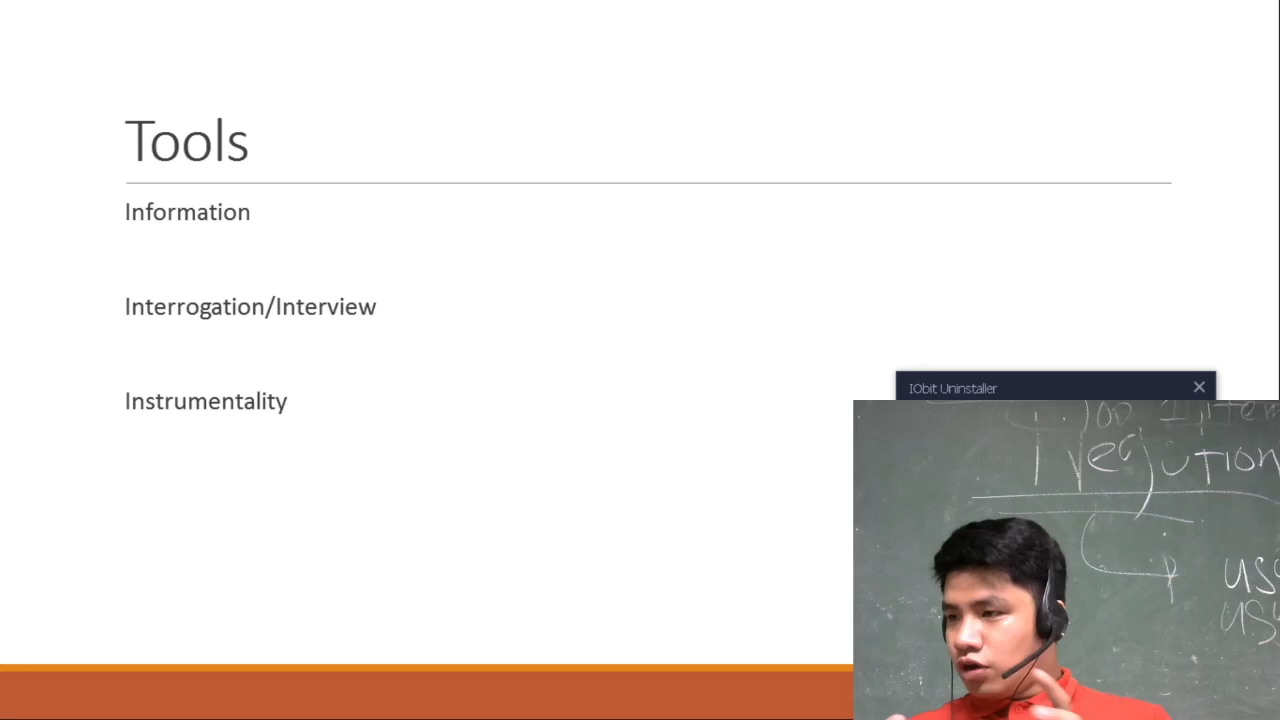 Tools
Information
Interrogation/Interview
Instrumentality
IObit Uninstaller